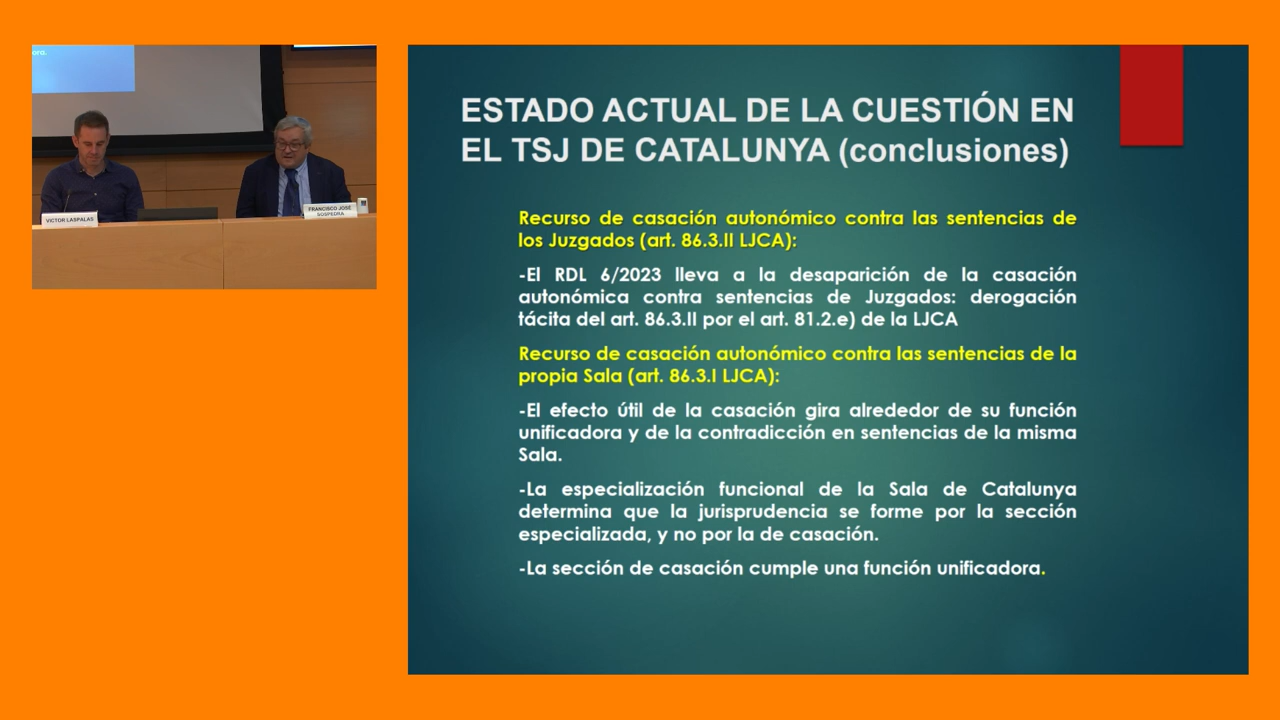 ora.
VICTOR LASPALAS
FRANCISCO JOSÉ
SOSPEDRA
ESTADO ACTUAL DE LA CUESTIÓN EN
EL TSJ DE CATALUNYA (conclusiones)
Recurso de casación autonómico contra las sentencias de
los Juzgados (art. 86.3.II LJCA):
-El RDL 6/2023 lleva a la desaparición de la casación
autonómica contra sentencias de Juzgados: derogación
tácita del art. 86.3.II por el art. 81.2.e) de la LJCA
Recurso de casación autonómico contra las sentencias de la
propia Sala (art. 86.3.I LJCA):
-El efecto útil de la casación gira alrededor de su función
unificadora y de la contradicción en sentencias de la misma
Sala.
-La especialización funcional de la Sala de Catalunya
determina que la jurisprudencia se forme por la sección
especializada, y no por la de casación.
-La sección de casación cumple una función unificadora.